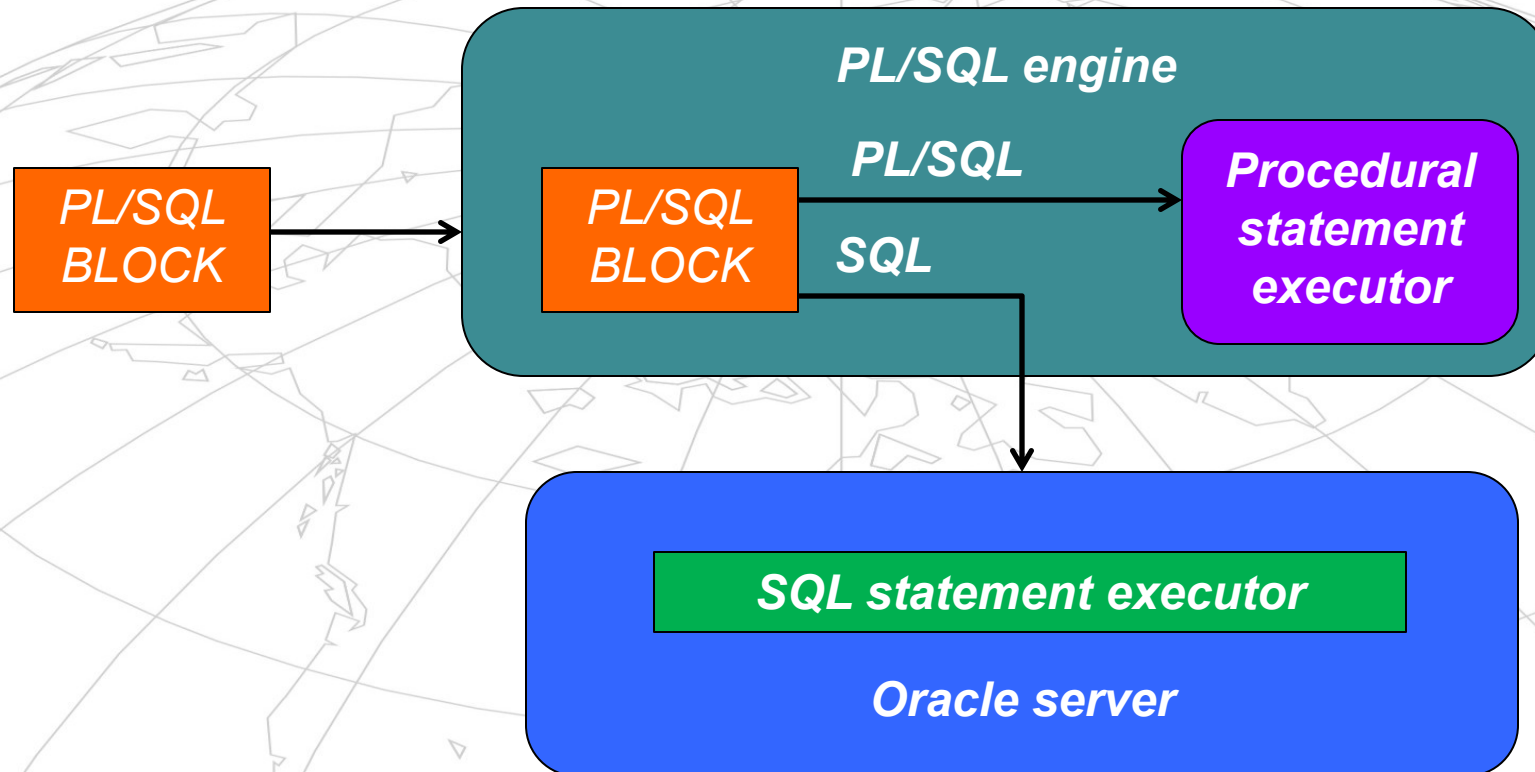 PL/SQL engine
PL/SQL
BLOCK
PL/SQL
BLOCK
PL/SQL
SQL
Procedural
statement
executor
SQL statement executor
Oracle server